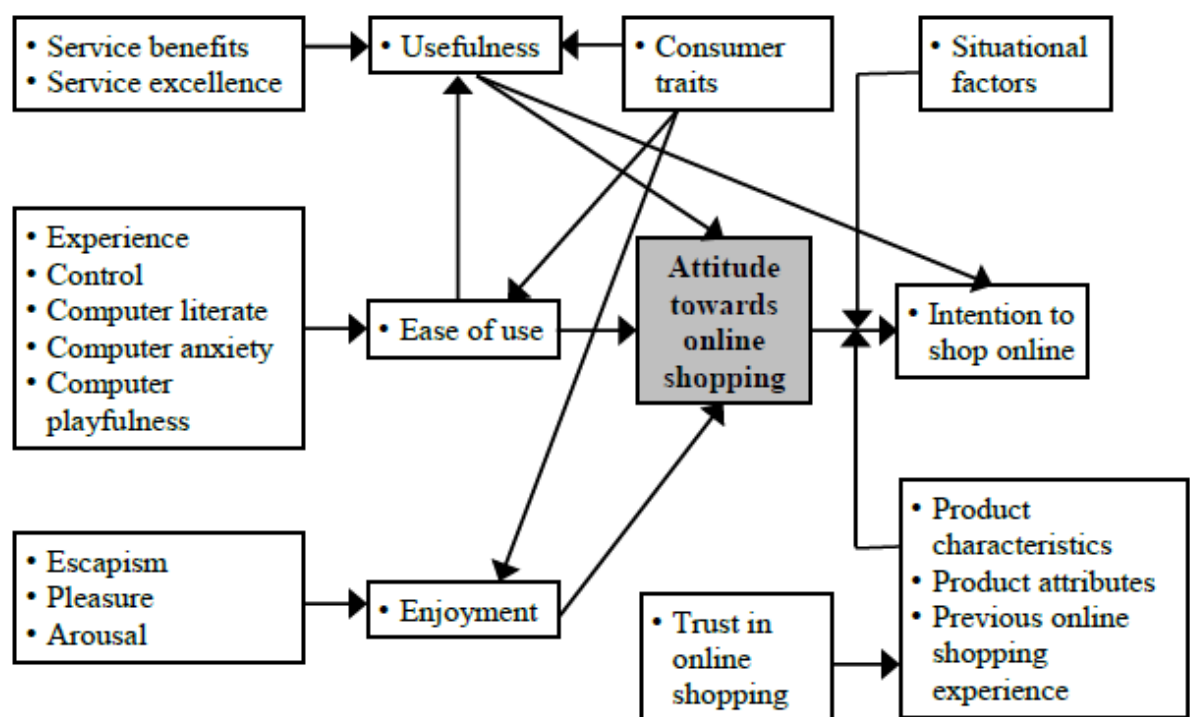 • Service benefits
• Service excellence
• Usefulness
• Consumer
traits
• Situational
factors
• Experience
• Control
• Computer literate
• Computer anxiety
• Computer
playfulness
• Ease of use
Attitude
towards
online
shopping
• Intention to
shop online
• Escapism
• Pleasure
• Arousal
• Enjoyment
• Trust in
online
shopping
• Product
characteristics
• Product attributes
• Previous online
shopping
experience